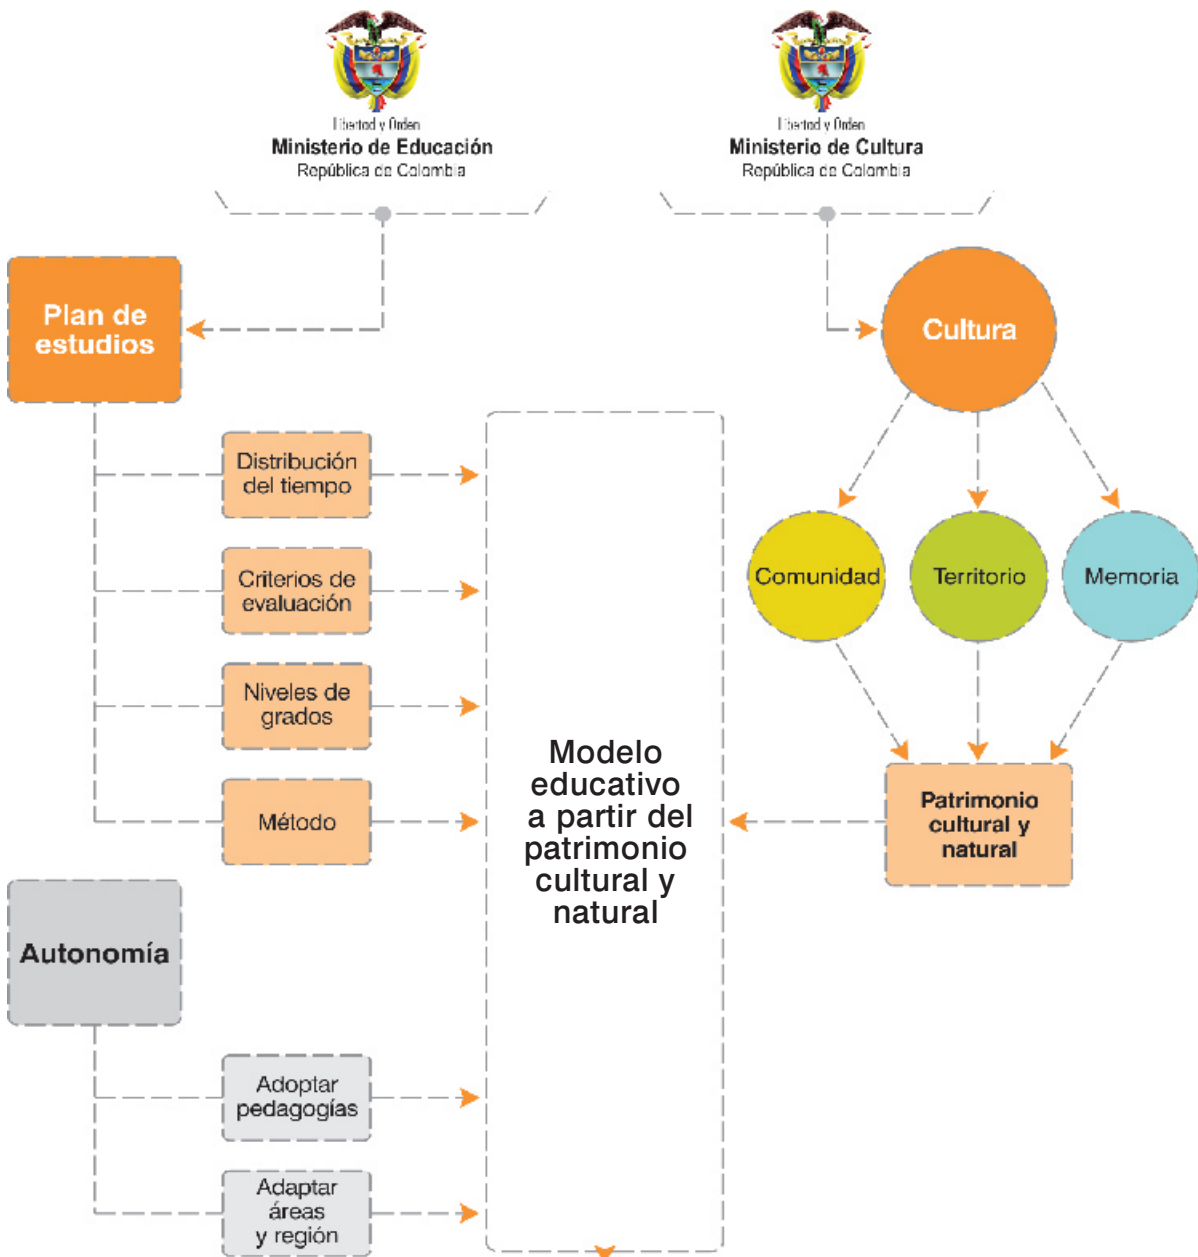 Libertad y Orden
Ministerio de Educación
República de Colombia
Libertad y Orden
Ministerio de Cultura
República de Colombia
Plan de
estudios
Cultura
Distribución
del tiempo
Criterios de
evaluación
Niveles de
grados
Método
Comunidad
Territorio
Memoria
Modelo
educativo
a partir del
patrimonio
cultural y
natural
Patrimonio
cultural y
natural
Autonomía
Adoptar
pedagogías
Adaptar
áreas
y región